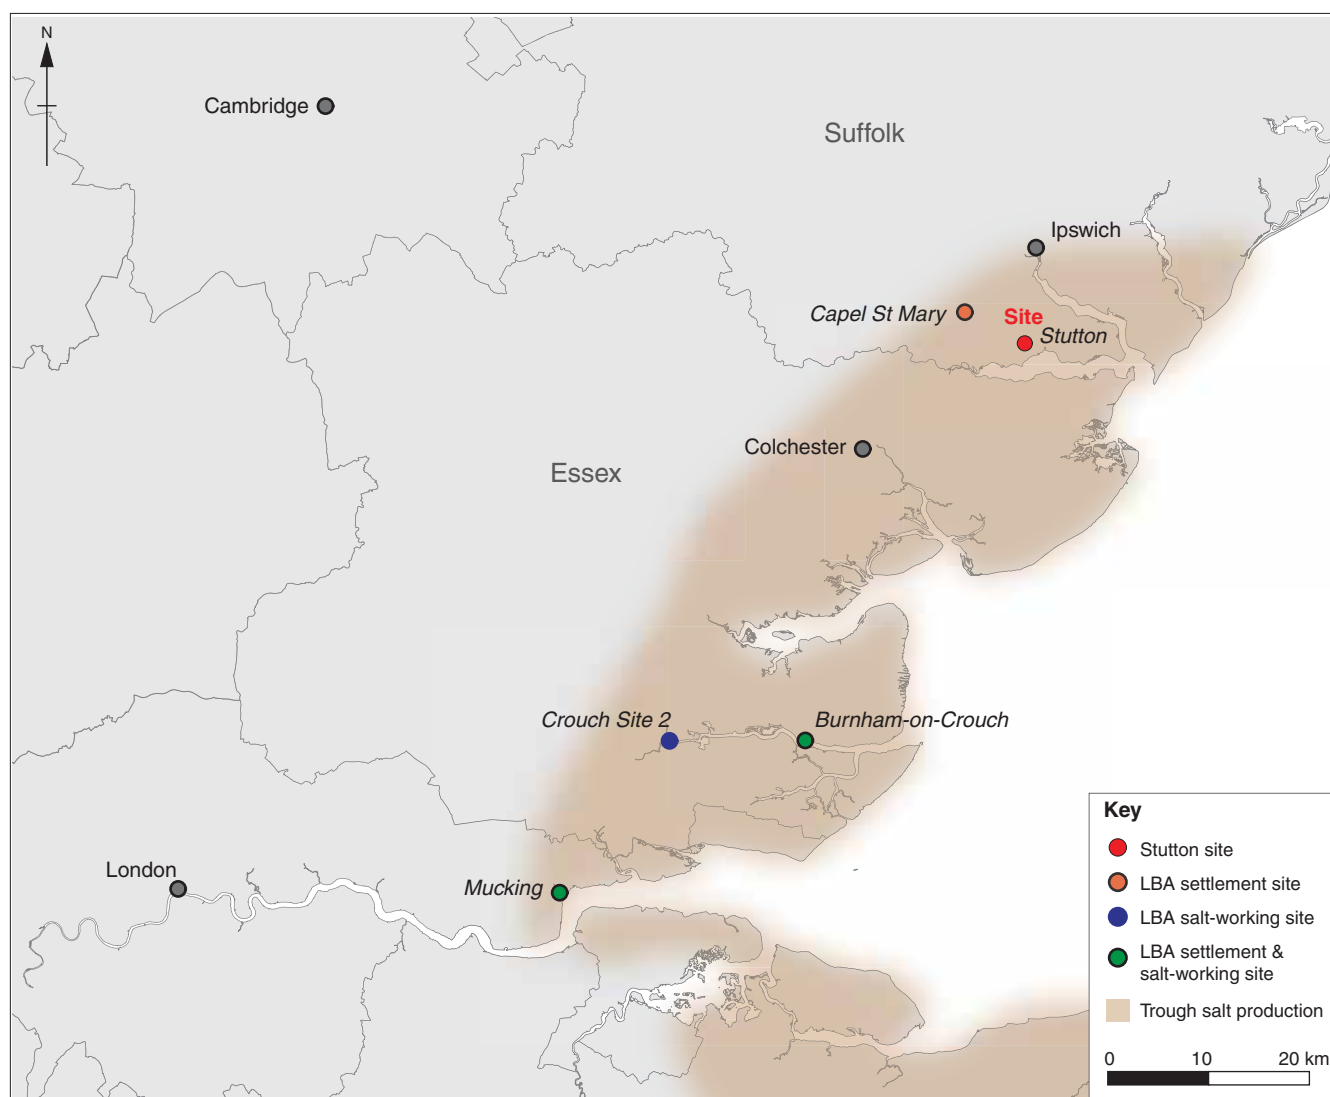 N
Cambridge
Suffolk
Ipswich
Capel St Mary
Site
Stutton
Colchester
Essex
Crouch Site 2
Burnham-on-Crouch
London
Mucking
Key
Stutton site
LBA settlement site
LBA salt-working site
LBA settlement &
salt-working site
Trough salt production
0 10 20 km